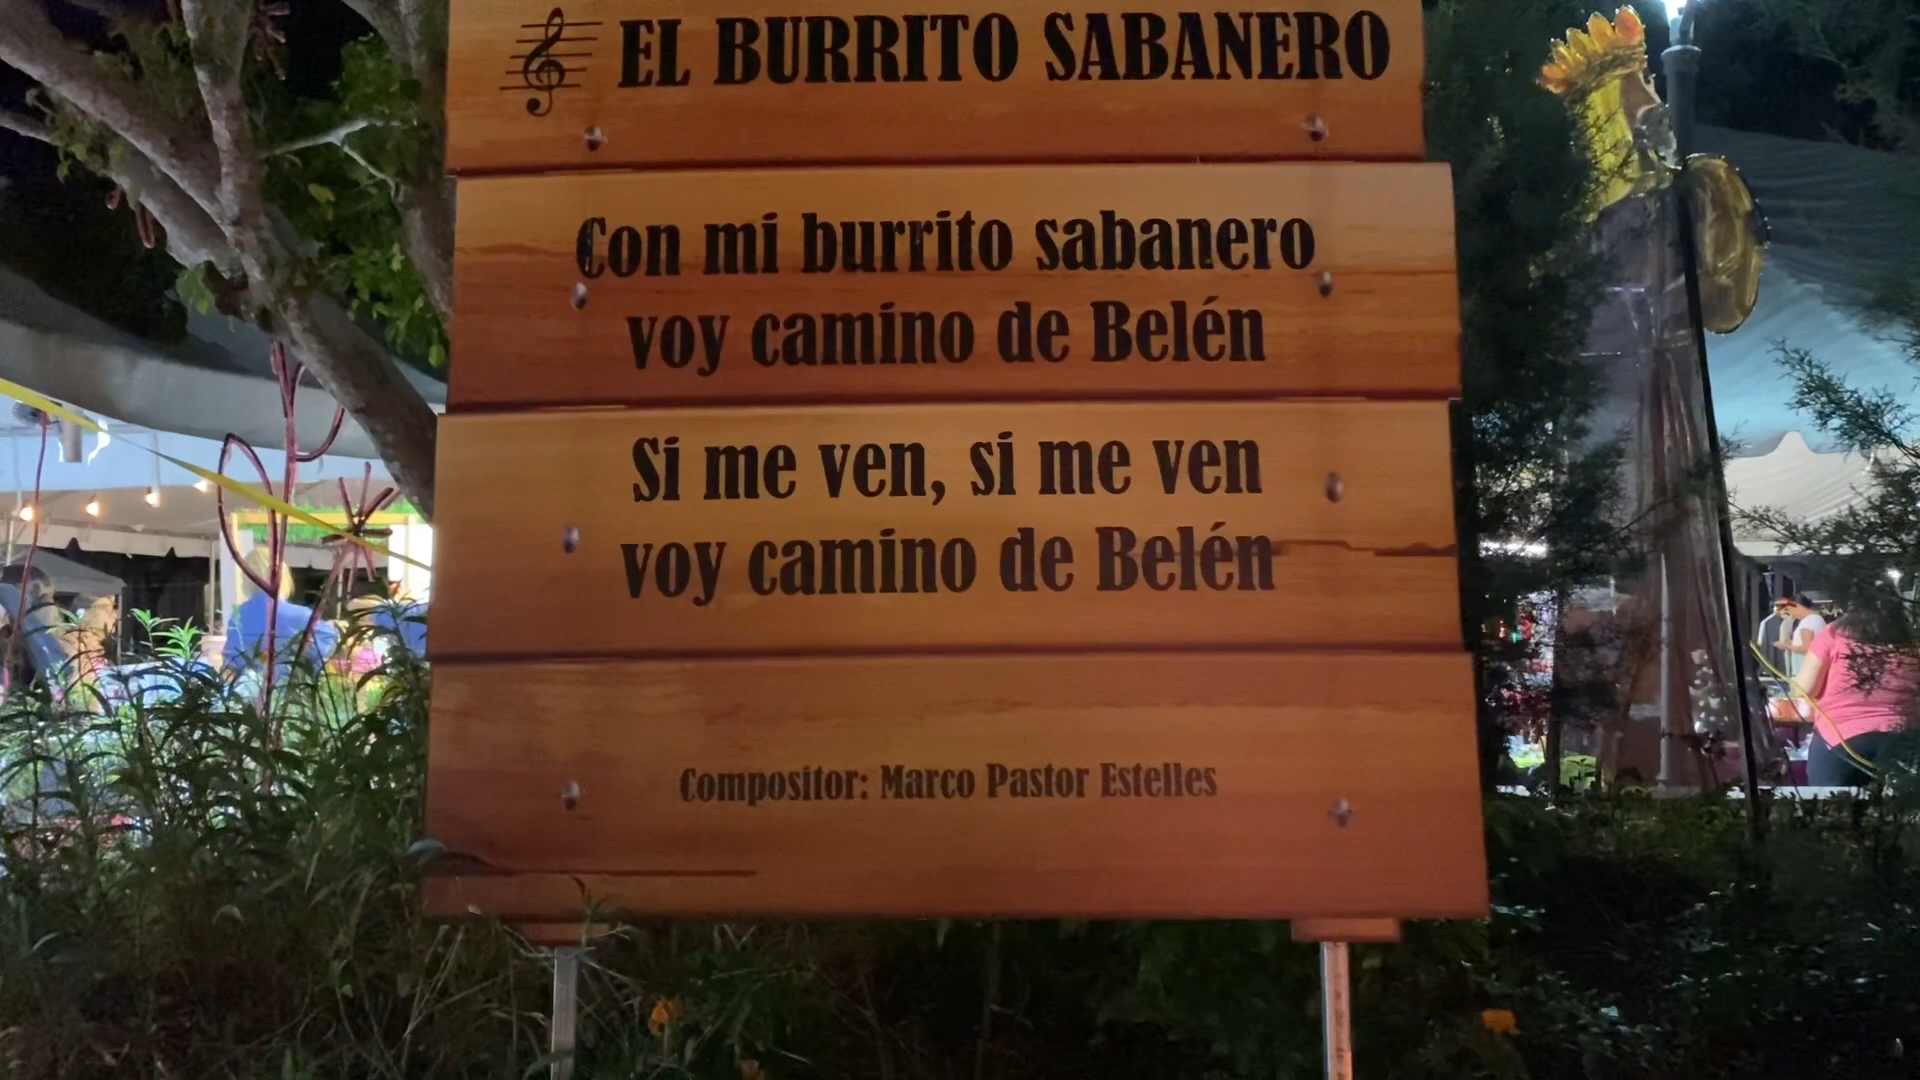 EL BURRITO SABANERO
Con mi burrito sabanero
voy camino de Belén
Si me ven, si me ven
voy camino de Belén
Compositor: Marco Pastor Estelles